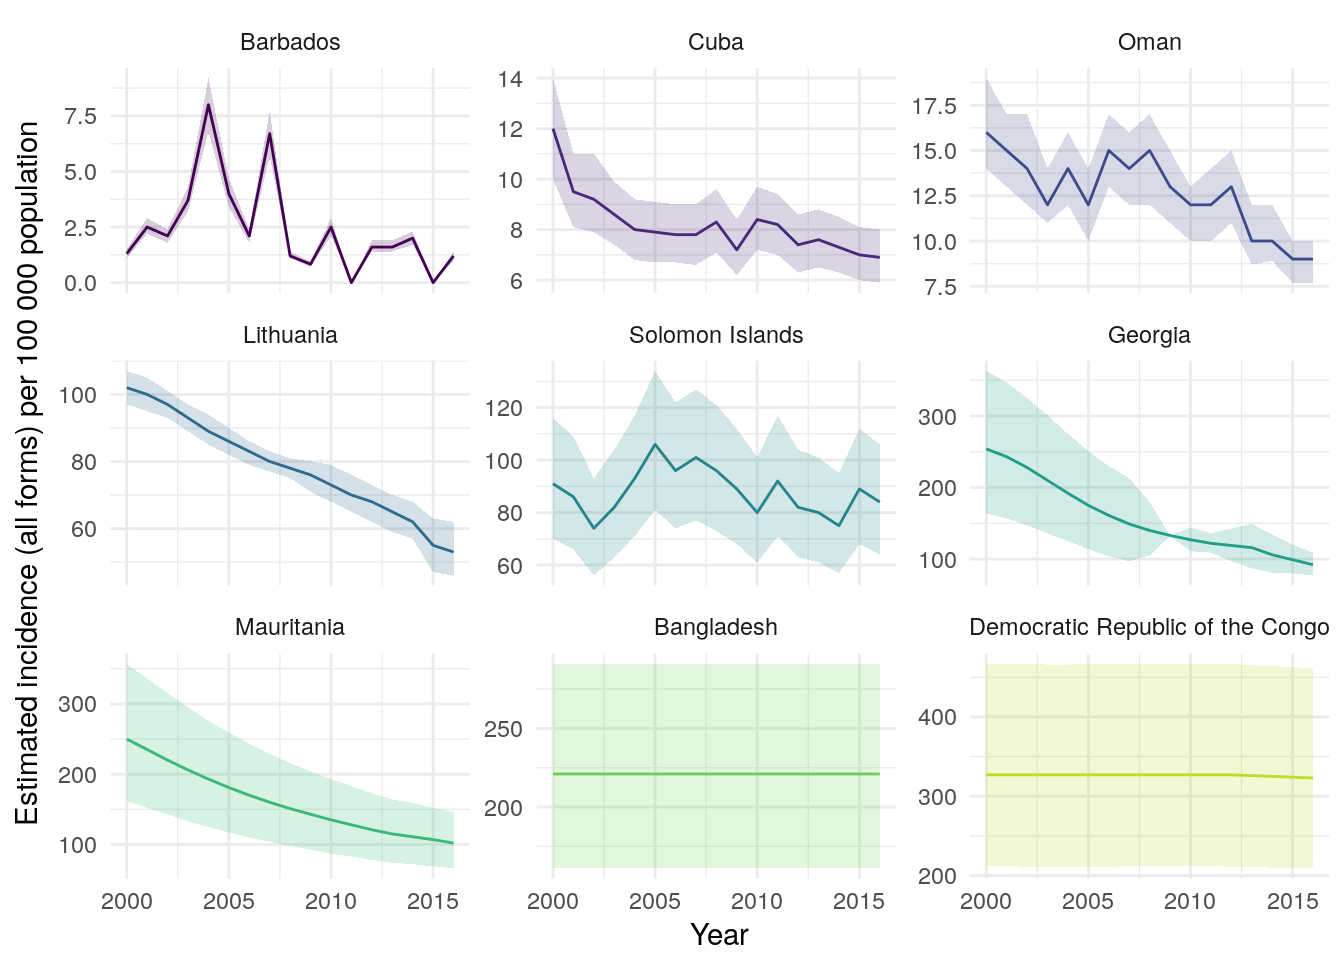 Barbados
Cuba
Oman
7.5
5.0
2.5
0.0
14
12
10
8
6
17.5
15.0
12.5
10.0
7.5
Lithuania
Solomon Islands
Georgia
100
80
60
120
100
80
60
300
200
100
Mauritania
Bangladesh
Democratic Republic of the Congo
300
200
100
250
200
400
300
200
2000 2005 2010 2015
2000 2005 2010 2015
2000 2005 2010 2015
Year
Estimated incidence (all forms) per 100 000 population